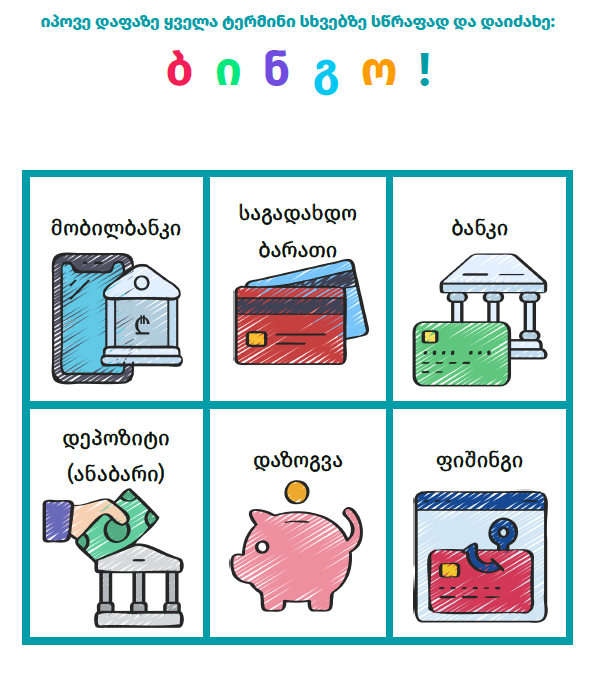 იპოვე დაფაზე ყველა ტერმინი სხვებზე სწრაფად და დაიძახე:
ბინგო!
მობილბანკი
საგადახდო
ბარათი
ბანკი
დეპოზიტი
(ანაბარი)
დაზოგვა
ფიშინგი